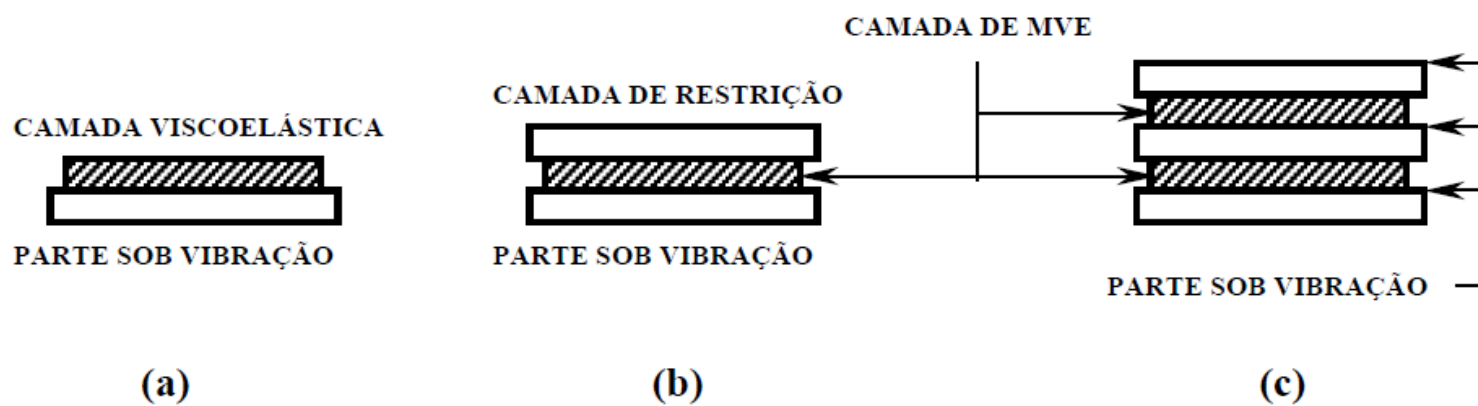 CAMADA DE MVE
CAMADA DE RESTRIÇÃO
CAMADA VISCOELÁSTICA
PARTE SOB VIBRAÇÃO
PARTE SOB VIBRAÇÃO
PARTE SOB VIBRAÇÃO
(a)
(b)
(c)